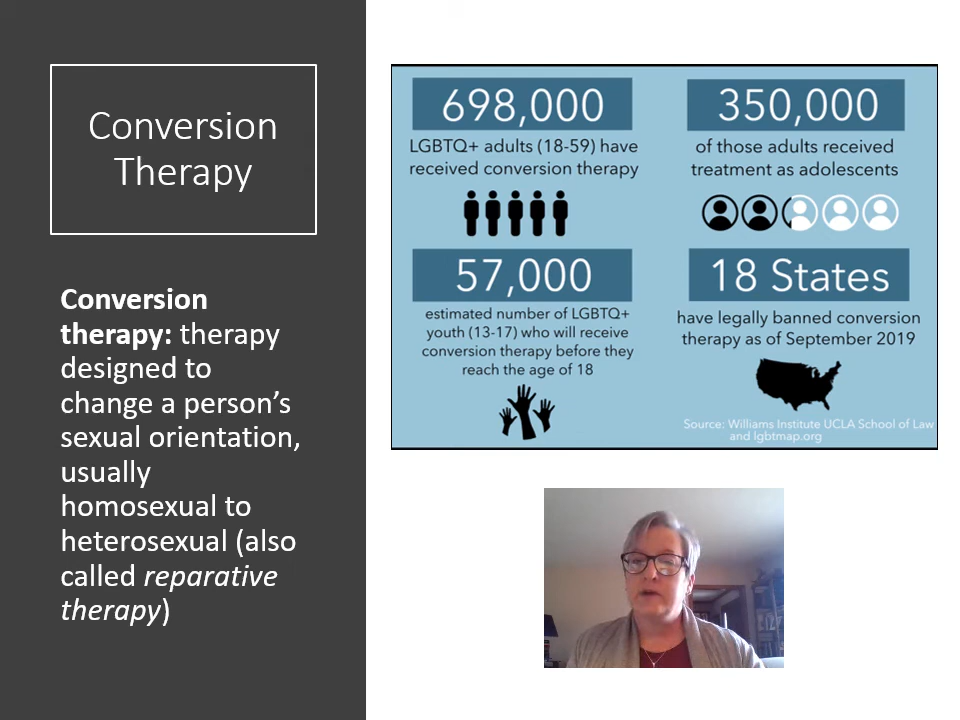 Conversion
Therapy
Conversion
therapy: therapy
designed to
change a person’s
sexual orientation,
usually
homosexual to
heterosexual (also
called reparative
therapy)
698,000
LGBTQ+ adults (18-59) have
received conversion therapy
350,000
of those adults received
treatment as adolescents
57,000
estimated number of LGBTQ+
youth (13-17) who will receive
conversion therapy before they
reach the age of 18
18 States
have legally banned conversion
therapy as of September 2019
Source: Williams Institute UCLA School of Law
and lgbtmap.org